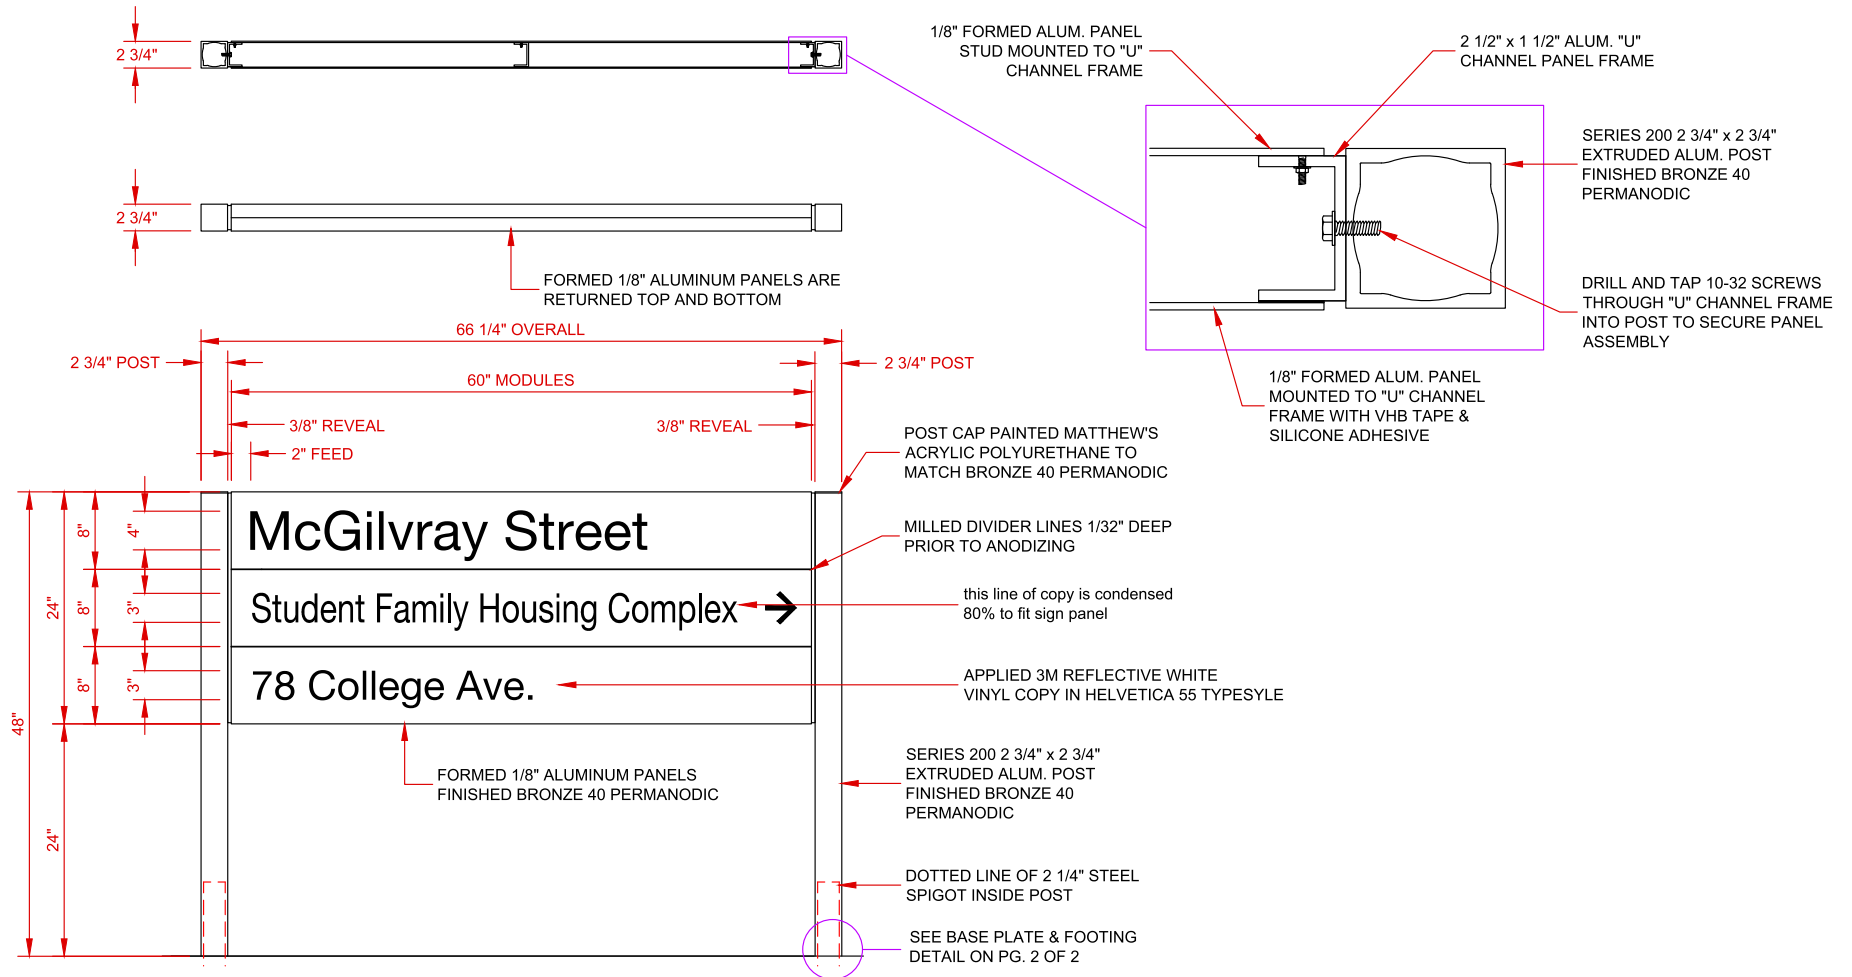 2 3/4"
1/8" FORMED ALUM. PANEL
STUD MOUNTED TO "U"
CHANNEL FRAME
2 1/2" x 1 1/2" ALUM. "U"
CHANNEL PANEL FRAME
SERIES 200 2 3/4" x 2 3/4"
EXTRUDED ALUM. POST
FINISHED BRONZE 40
PERMANODIC
2 3/4"
FORMED 1/8" ALUMINUM PANELS ARE
RETURNED TOP AND BOTTOM
DRILL AND TAP 10-32 SCREWS
THROUGH "U" CHANNEL FRAME
INTO POST TO SECURE PANEL
ASSEMBLY
1/8" FORMED ALUM. PANEL
MOUNTED TO "U" CHANNEL
FRAME WITH VHB TAPE &
SILICONE ADHESIVE
66 1/4" OVERALL
2 3/4" POST
2 3/4" POST
60" MODULES
3/8" REVEAL
3/8" REVEAL
2" FEED
POST CAP PAINTED MATTHEW'S
ACRYLIC POLYURETHANE TO
MATCH BRONZE 40 PERMANODIC
MILLED DIVIDER LINES 1/32" DEEP
PRIOR TO ANODIZING
this line of copy is condensed
80% to fit sign panel
APPLIED 3M REFLECTIVE WHITE
VINYL COPY IN HELVETICA 55 TYPESYLE
8"
4"
McGilvray Street
24"
8"
3"
Student Family Housing Complex →
8"
3"
78 College Ave.
48"
24"
FORMED 1/8" ALUMINUM PANELS
FINISHED BRONZE 40 PERMANODIC
SERIES 200 2 3/4" x 2 3/4"
EXTRUDED ALUM. POST
FINISHED BRONZE 40
PERMANODIC
DOTTED LINE OF 2 1/4" STEEL
SPIGOT INSIDE POST
SEE BASE PLATE & FOOTING
DETAIL ON PG. 2 OF 2